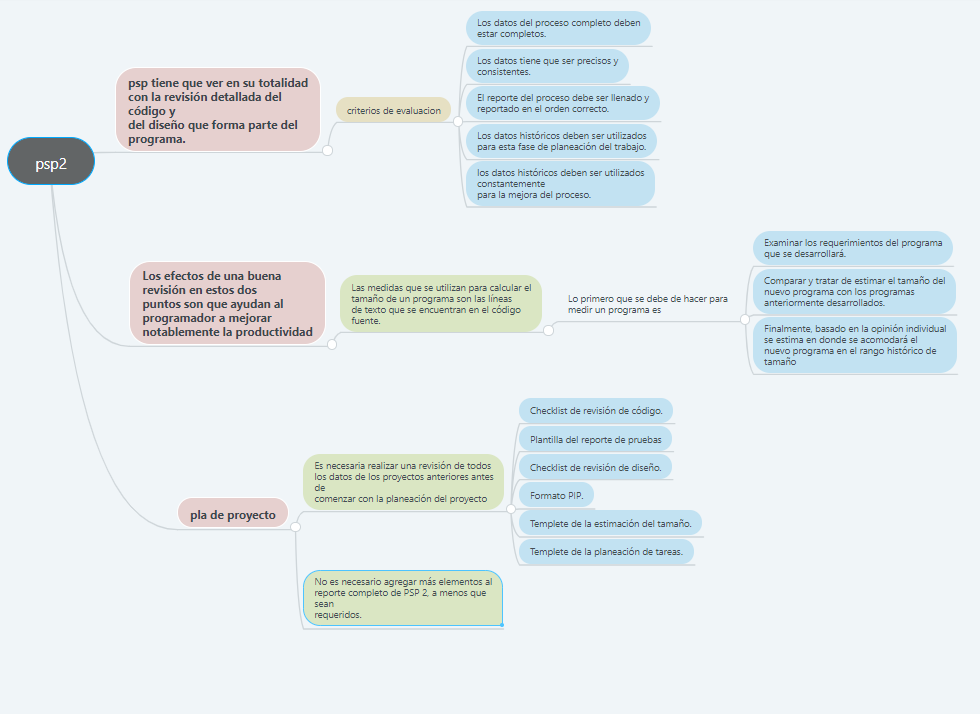 psp2
psp tiene que ver en su totalidad
con la revisión detallada del
código y
del diseño que forma parte del
programa.
criterios de evaluacion
Los datos del proceso completo deben
estar completos.
Los datos tiene que ser precisos y
consistentes.
El reporte del proceso debe ser llenado y
reportado en el orden correcto.
Los datos históricos deben ser utilizados
para esta fase de planeación del trabajo.
los datos históricos deben ser utilizados
constantemente
para la mejora del proceso.
Los efectos de una buena
revisión en estos dos
puntos son que ayudan al
programador a mejorar
notablemente la productividad
Las medidas que se utilizan para calcular el
tamaño de un programa son las líneas
de texto que se encuentran en el código
fuente.
Lo primero que se debe de hacer para
medir un programa es
Examinar los requerimientos del programa
que se desarrollará.
Comparar y tratar de estimar el tamaño del
nuevo programa con los programas
anteriormente desarrollados.
Finalmente, basado en la opinión individual
se estima en donde se acomodará el
nuevo programa en el rango histórico de
tamaño
pla de proyecto
Es necesaria realizar una revisión de todos
los datos de los proyectos anteriores antes
de
comenzar con la planeación del proyecto
Checklist de revisión de código.
Plantilla del reporte de pruebas
Checklist de revisión de diseño.
Formato PIP.
Templete de la estimación del tamaño.
Templete de la planeación de tareas.
No es necesario agregar más elementos al
reporte completo de PSP 2, a menos que
sean
requeridos.